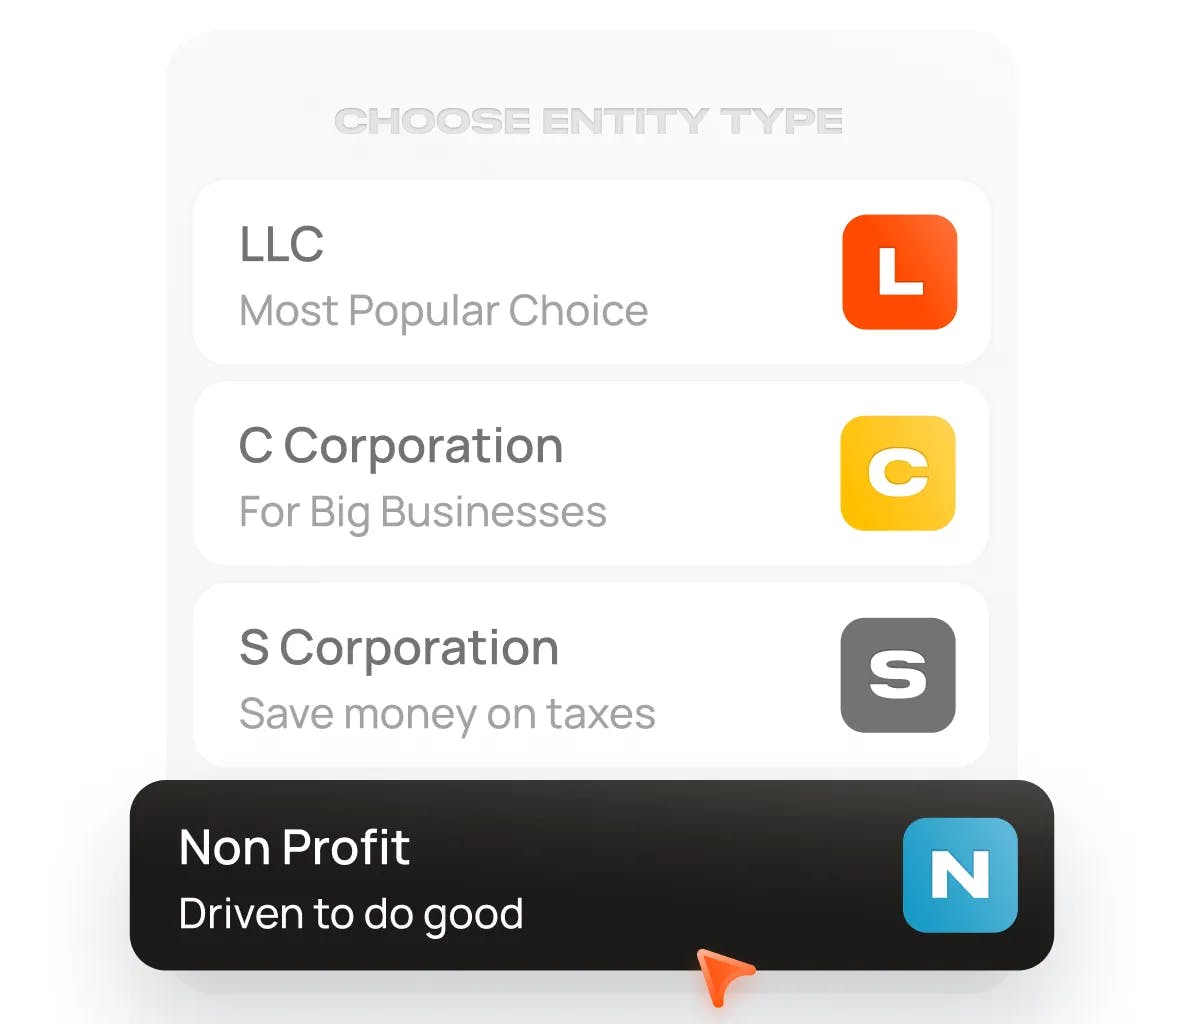 CHOOSE ENTITY TYPE
LLC
Most Popular Choice
L
C Corporation
For Big Businesses
C
S Corporation
Save money on taxes
S
Non Profit
Driven to do good
N